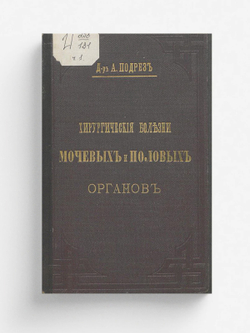 Д-ръ А. ПОДРЕЗЪ
ХИРУРГИЧЕСКІЯ БОЛѢЗНИ
МОЧЕВЫХЪ и ПОЛОВЫХЪ
ОРГАНОВЪ